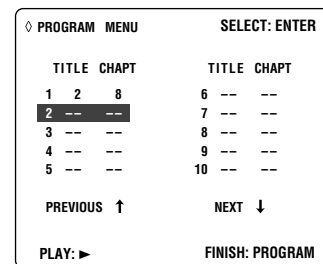 ◊ PROGRAM MENU SELECT: ENTER
TITLE CHAPT TITLE CHAPT
1 2 8 6 -- --
2 -- -- 7 -- --
3 -- -- 8 -- --
4 -- -- 9 -- --
5 -- -- 10 -- --
PREVIOUS ↑ NEXT ↓
PLAY: ► FINISH: PROGRAM